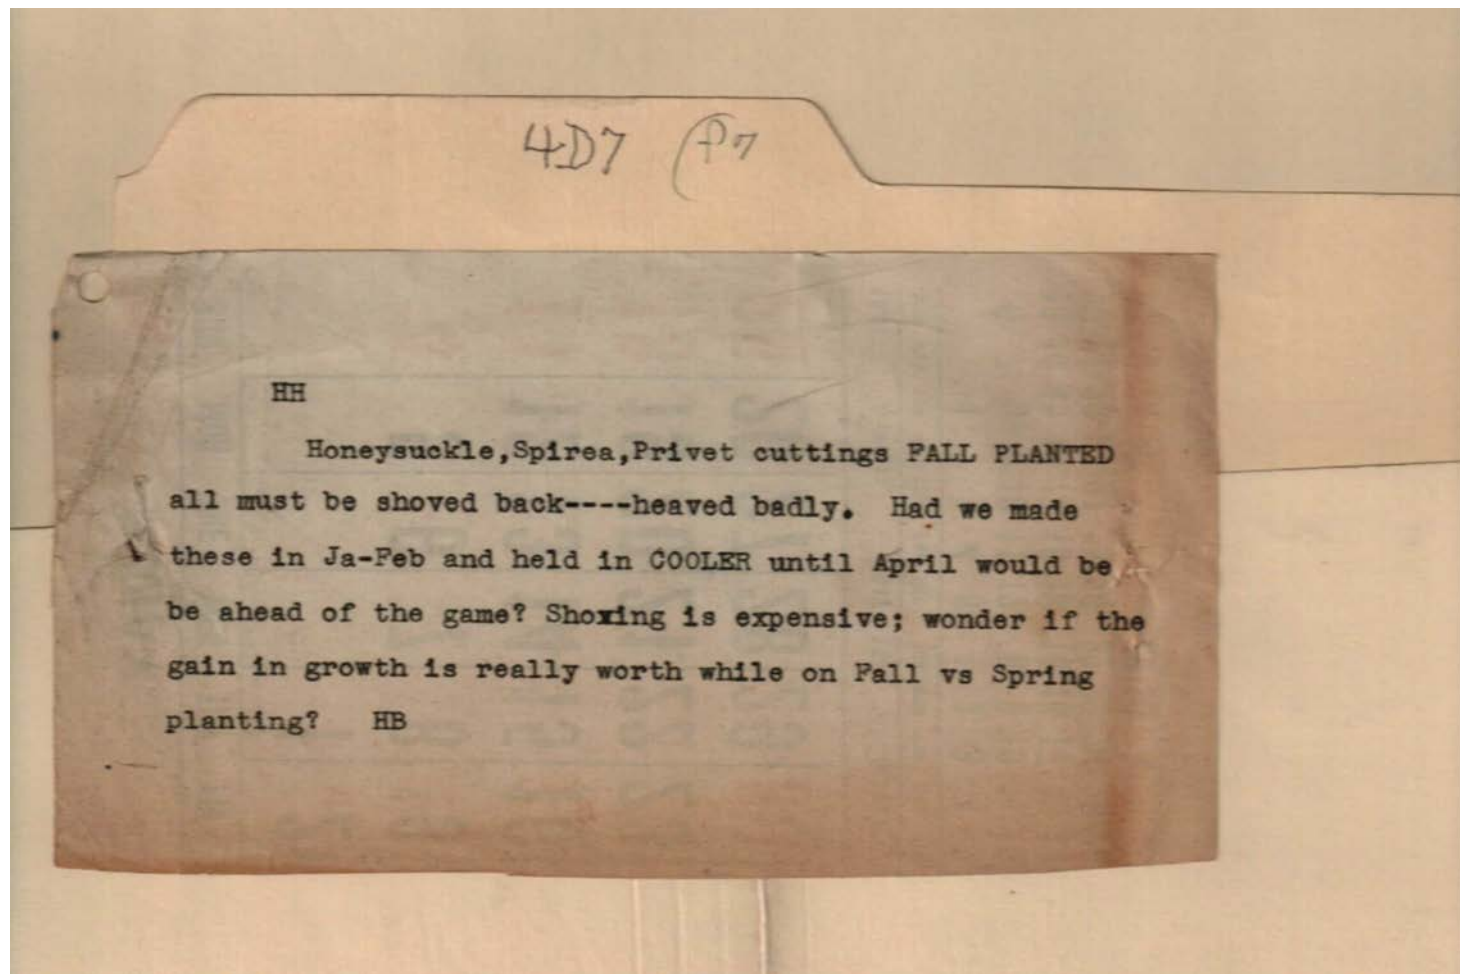 4D7 (P7
HH
Honeysuckle,Spirea,Privet cuttings FALL PLANTED
all must be shoved back----heaved badly. Had we made
these in Ja-Feb and held in COOLER until April would be
be ahead of the game? Shoxing is expensive; wonder if the
gain in growth is really worth while on Fall vs Spring
planting? HB